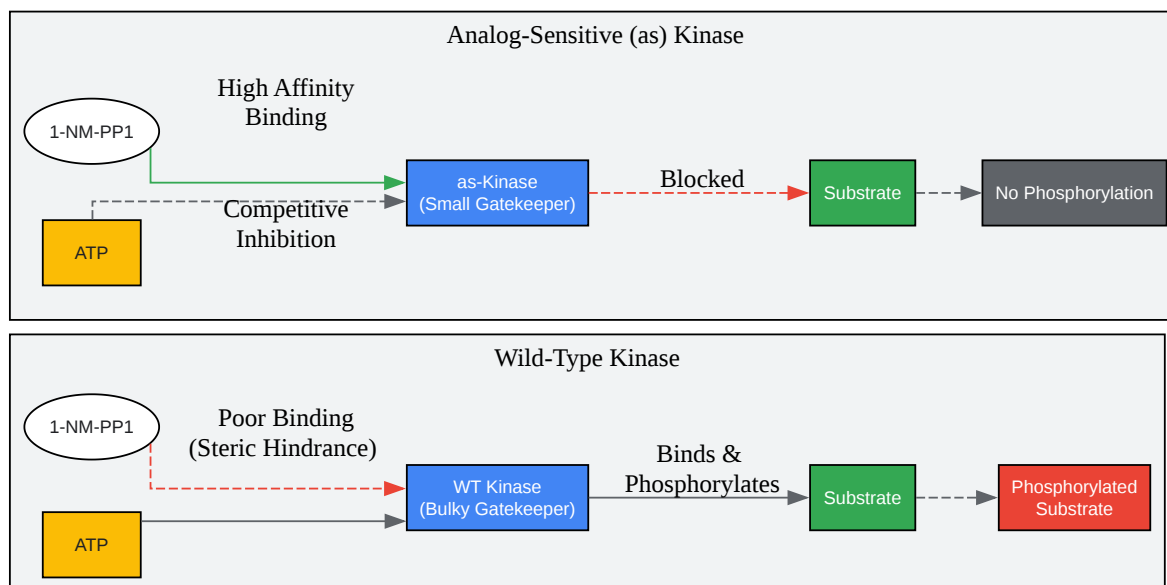 Analog-Sensitive (as) Kinase
High Affinity
Binding
1-NM-PP1
as-Kinase
(Small Gatekeeper)
Blocked
Substrate
No Phosphorylation
Competitive
Inhibition
ATP
Wild-Type Kinase
1-NM-PP1
Poor Binding
(Steric Hindrance)
Binds &
Phosphorylates
WT Kinase
(Bulky Gatekeeper)
Substrate
Phosphorylated
Substrate
ATP